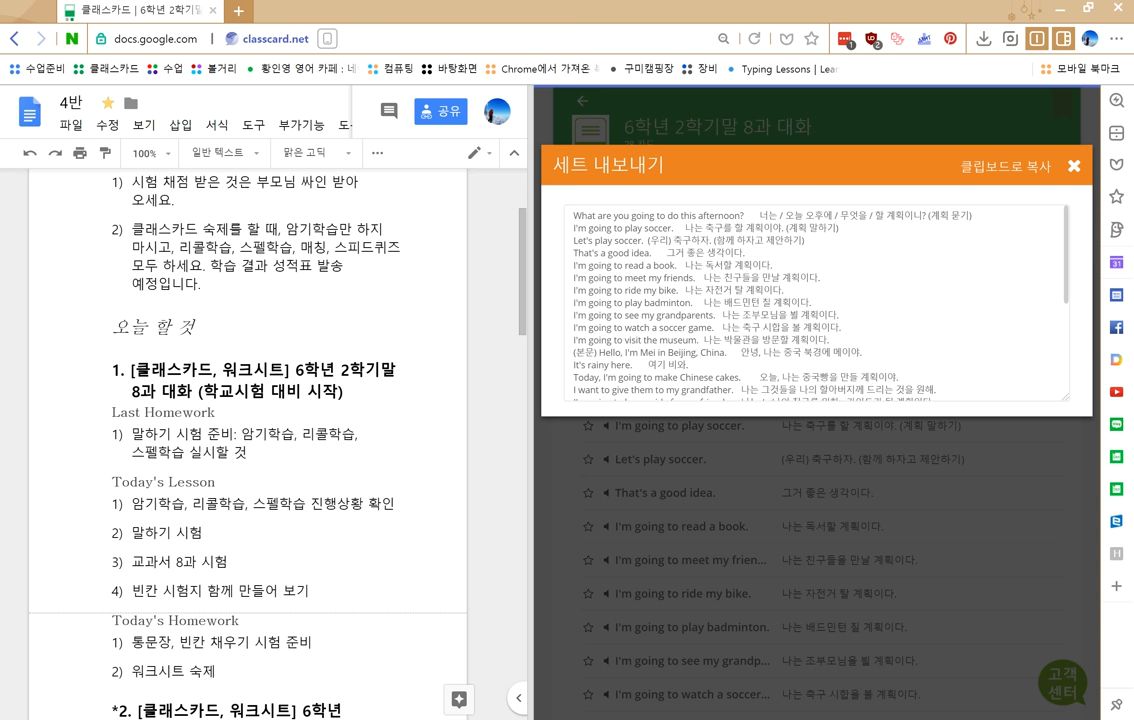 클래스카드 | 6학년 2학기말
docs.google.com | classcard.net
수업준비 클래스카드 수업 볼거리 황인영 영어 카페 : 네 컴퓨팅 바탕화면 Chrome에서 가져온 구미캠핑장 장비 Typing Lessons | Lear 모바일 북마크
4반
공유
파일 수정 보기 삽입 서식 도구 부가기능 도
100% 일반 텍스트 맑은 고딕
1) 시험 채점 받은 것은 부모님 싸인 받아
오세요.
2) 클래스카드 숙제를 할 때, 암기학습만 하지
마시고, 리콜학습, 스펠학습, 매칭, 스피드퀴즈
모두 하세요. 학습 결과 성적표 발송
예정입니다.
오늘 할 것
1. [클래스카드, 워크시트] 6학년 2학기말
8과 대화 (학교시험 대비 시작)
Last Homework
1) 말하기 시험 준비: 암기학습, 리콜학습,
스펠학습 실시할 것
Today's Lesson
1) 암기학습, 리콜학습, 스펠학습 진행상황 확인
2) 말하기 시험
3) 교과서 8과 시험
4) 빈칸 시험지 함께 만들어 보기
Today's Homework
1) 통문장, 빈칸 채우기 시험 준비
2) 워크시트 숙제
*2. [클래스카드, 워크시트] 6학년
6학년 2학기말 8과 대화
세트 내보내기 클립보드로 복사
What are you going to do this afternoon? 너는 / 오늘 오후에 / 무엇을 / 할 계획이니? (계획 묻기)
I'm going to play soccer. 나는 축구를 할 계획이야. (계획 말하기)
Let's play soccer. (우리) 축구하자. (함께 하자고 제안하기)
That's a good idea. 그거 좋은 생각이다.
I'm going to read a book. 나는 독서할 계획이다.
I'm going to meet my friends. 나는 친구들을 만날 계획이다.
I'm going to ride my bike. 나는 자전거 탈 계획이다.
I'm going to play badminton. 나는 배드민턴 칠 계획이다.
I'm going to see my grandparents. 나는 조부모님을 뵐 계획이다.
I'm going to watch a soccer game. 나는 축구 시합을 볼 계획이다.
I'm going to visit the museum. 나는 박물관을 방문할 계획이다.
(본문) Hello, I'm Mei in Beijing, China. 안녕, 나는 중국 북경에 메이야.
It's rainy here. 여기 비와.
Today, I'm going to make Chinese cakes. 오늘, 나는 중국빵을 만들 계획이야.
I want to give them to my grandfather. 나는 그것들을 나의 할아버지께 드리는 것을 원해.
I'm going to play soccer. 나는 축구를 할 계획이야. (계획 말하기)
Let's play soccer. (우리) 축구하자. (함께 하자고 제안하기)
That's a good idea. 그거 좋은 생각이다.
I'm going to read a book. 나는 독서할 계획이다.
I'm going to meet my frien... 나는 친구들을 만날 계획이다.
I'm going to ride my bike. 나는 자전거 탈 계획이다.
I'm going to play badminton. 나는 배드민턴 칠 계획이다.
I'm going to see my grandp... 나는 조부모님을 뵐 계획이다.
I'm going to watch a soccer... 나는 축구 시합을 볼 계획이다.
고객
센터